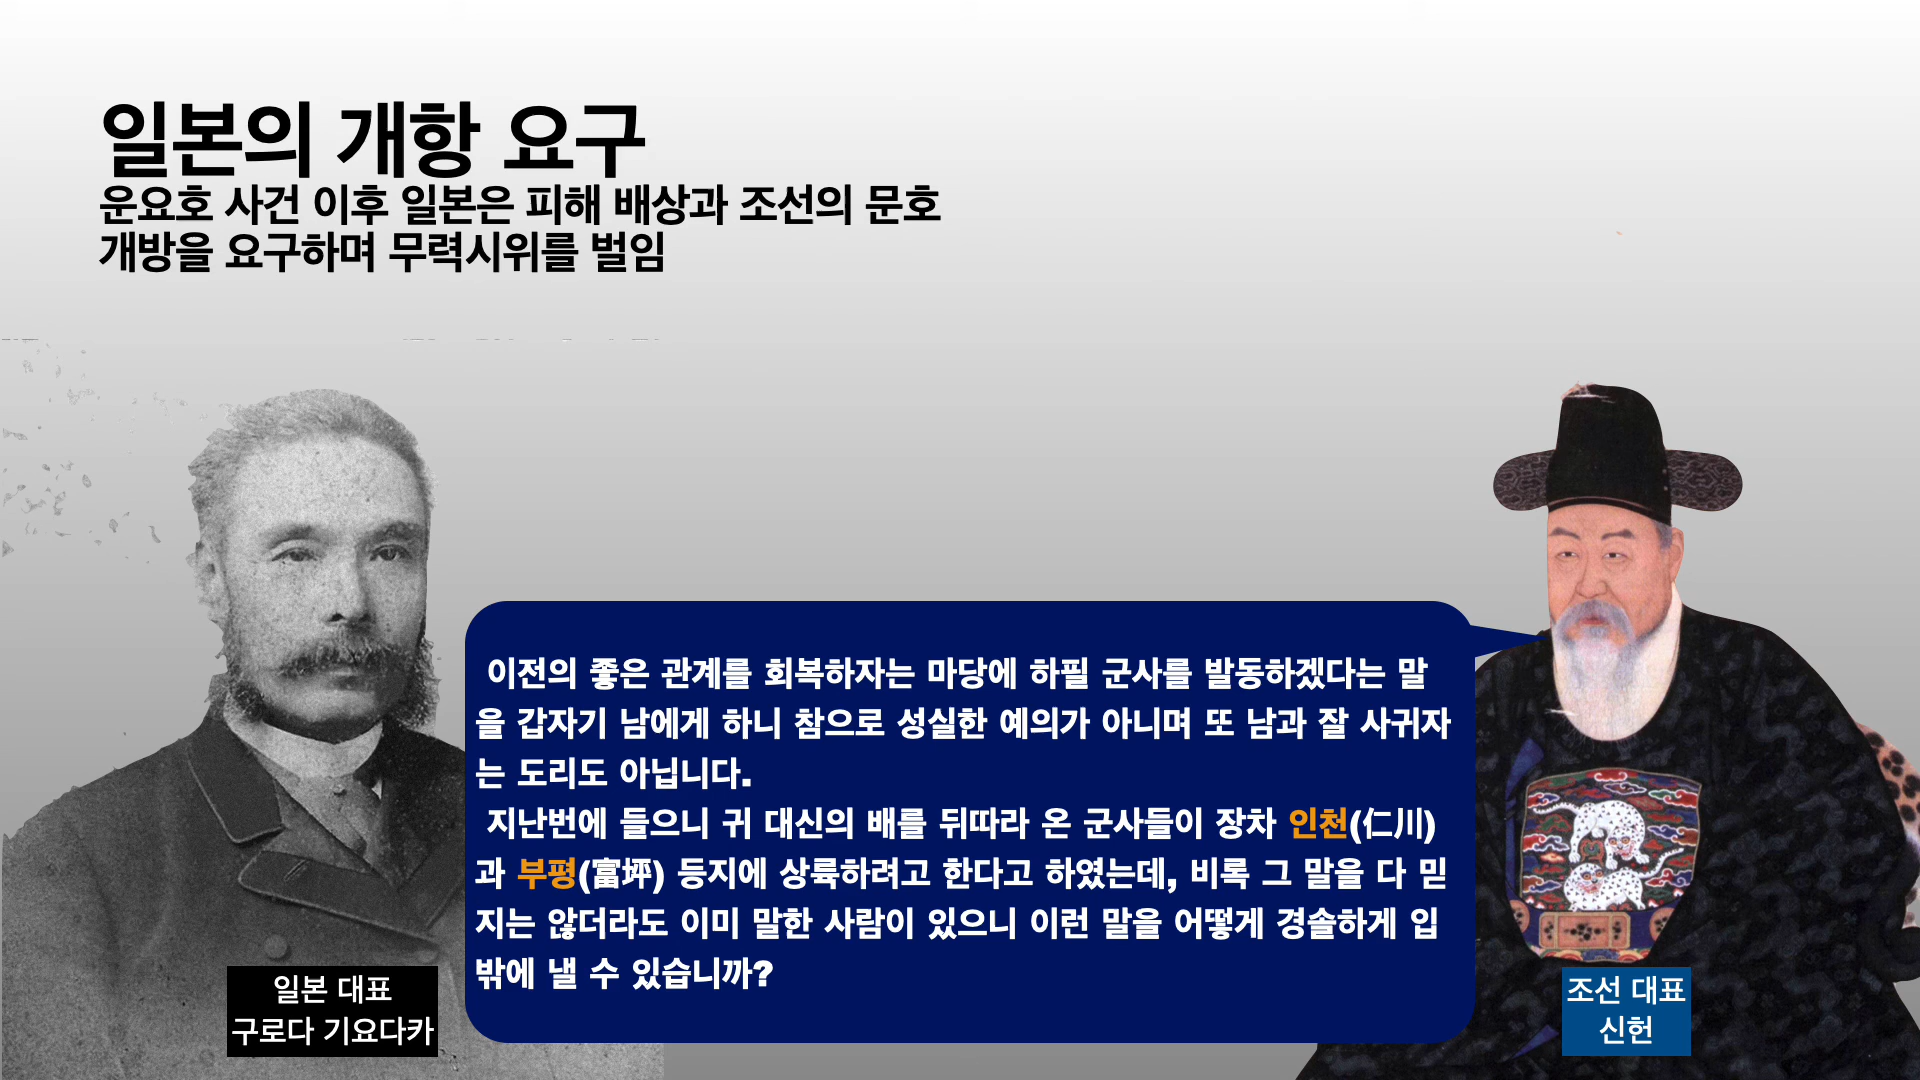 일본의 개항 요구
운요호 사건 이후 일본은 피해 배상과 조선의 문호
개방을 요구하며 무력시위를 벌임
이전의 좋은 관계를 회복하자는 마당에 하필 군사를 발동하겠다는 말
을 갑자기 남에게 하니 참으로 성실한 예의가 아니며 또 남과 잘 사귀자
는 도리도 아닙니다.
지난번에 들으니 귀 대신의 배를 뒤따라 온 군사들이 장차 인천(仁川)
과 부평(富坪) 등지에 상륙하려고 한다고 하였는데, 비록 그 말을 다 믿
지는 않더라도 이미 말한 사람이 있으니 이런 말을 어떻게 경솔하게 입
밖에 낼 수 있습니까?
일본 대표
구로다 기요다카
조선 대표
신헌